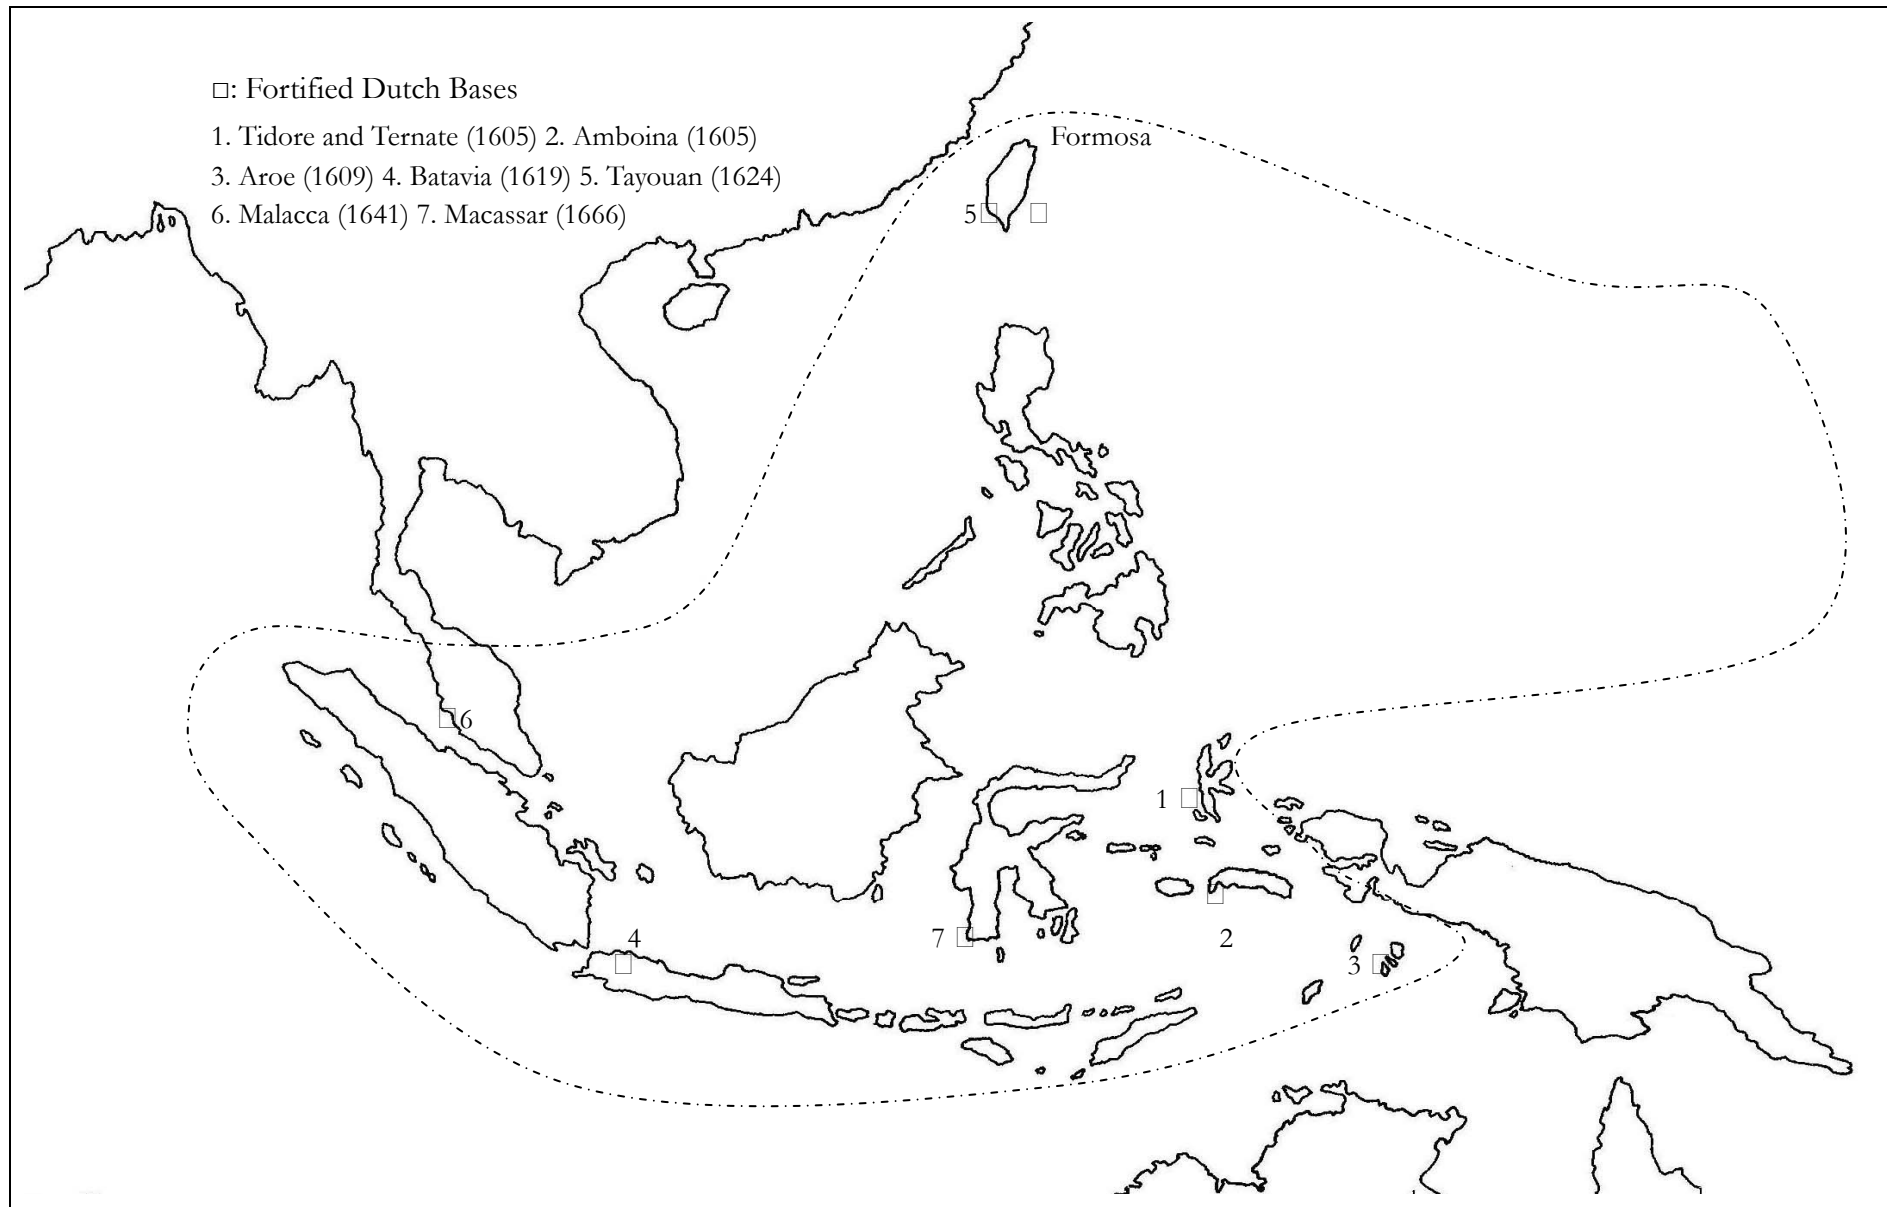 □: Fortified Dutch Bases
1. Tidore and Ternate (1605) 2. Amboina (1605)
3. Aroe (1609) 4. Batavia (1619) 5. Tayouan (1624)
6. Malacca (1641) 7. Macassar (1666)
Formosa
5
6
1
4
7
2
3